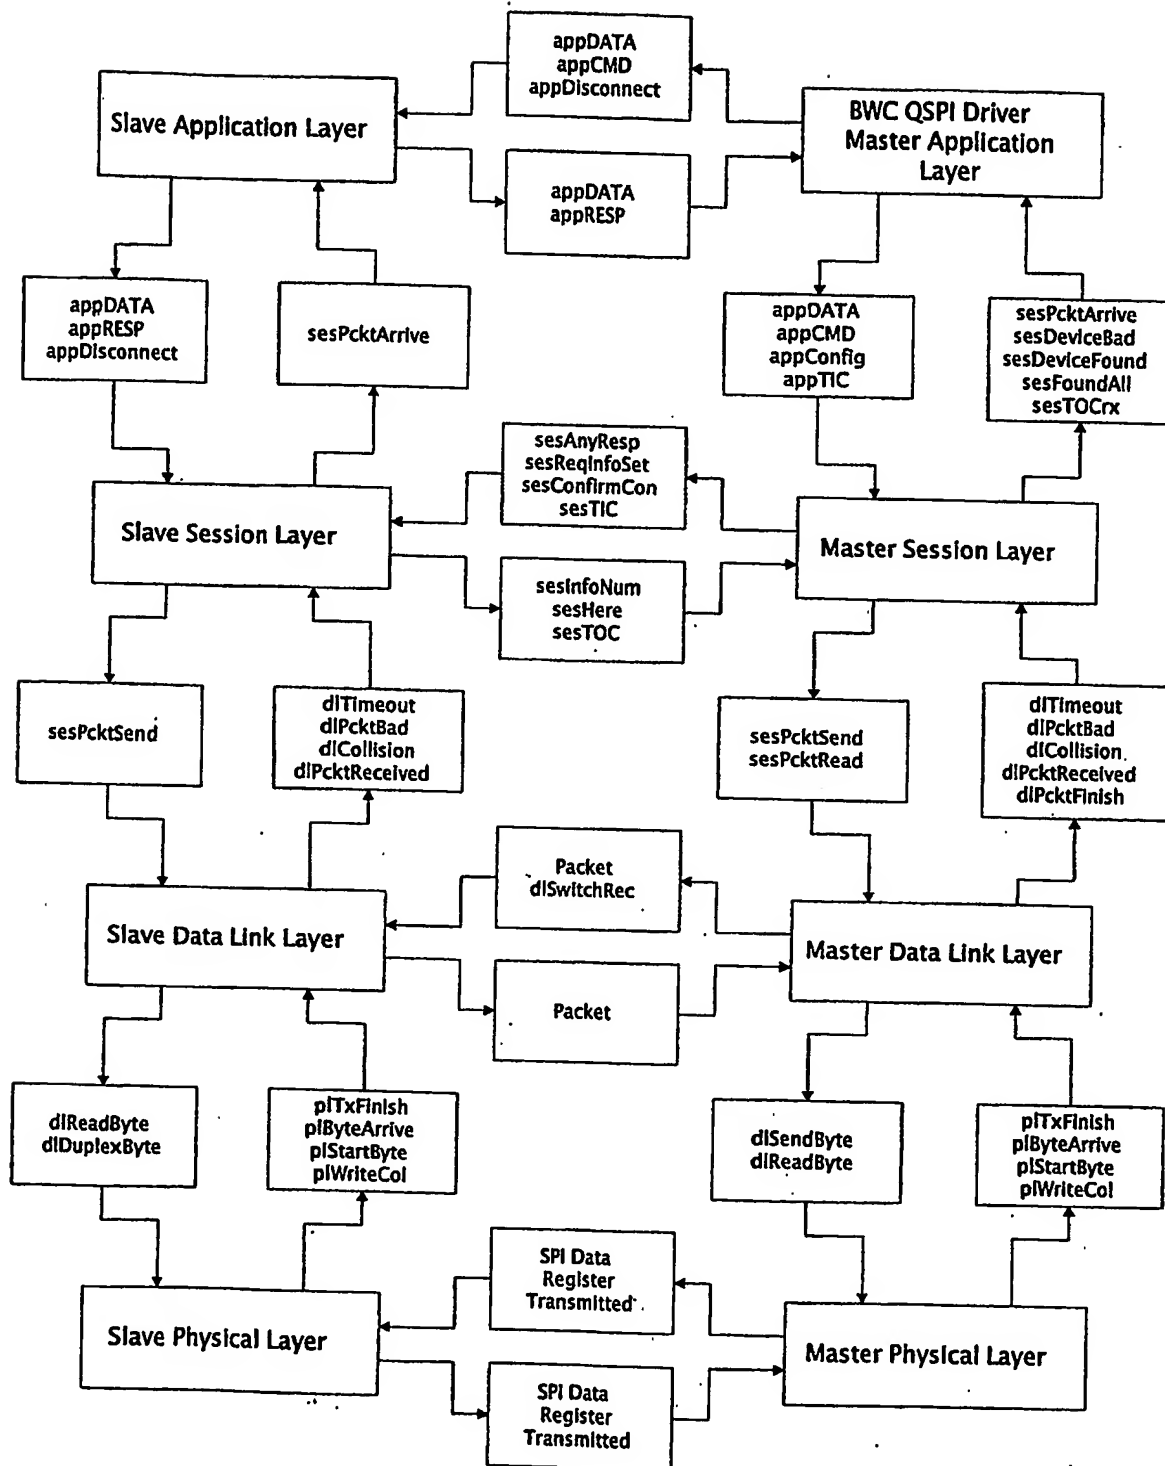 appDATA
appCMD
appDisconnect
Slave Application Layer
BWC QSPI Driver
Master Application
Layer
appDATA
appRESP
appDATA
appRESP
appDisconnect
sesPcktArrive
appDATA
appCMD
appConfig
appTIC
sesPcktArrive
sesDeviceBad
sesDeviceFound
sesFoundAll
sesTOCrx
sesAnyResp
sesReqInfoSet
sesConfirmCon
sesTIC
Slave Session Layer
Master Session Layer
sesInfoNum
sesHere
sesTOC
sesPcktSend
dlTimeout
dlPcktBad
dlCollision
dlPcktReceived
sesPcktSend
sesPcktRead
dlTimeout
dlPcktBad
dlCollision
dlPcktReceived
dlPcktFinish
Packet
dlSwitchRec
Slave Data Link Layer
Master Data Link Layer
Packet
dlReadByte
dlDuplexByte
plTxFinish
plByteArrive
plStartByte
plWriteCol
dlSendByte
dlReadByte
plTxFinish
plByteArrive
plStartByte
plWriteCol
SPI Data
Register
Transmitted
Slave Physical Layer
Master Physical Layer
SPI Data
Register
Transmitted